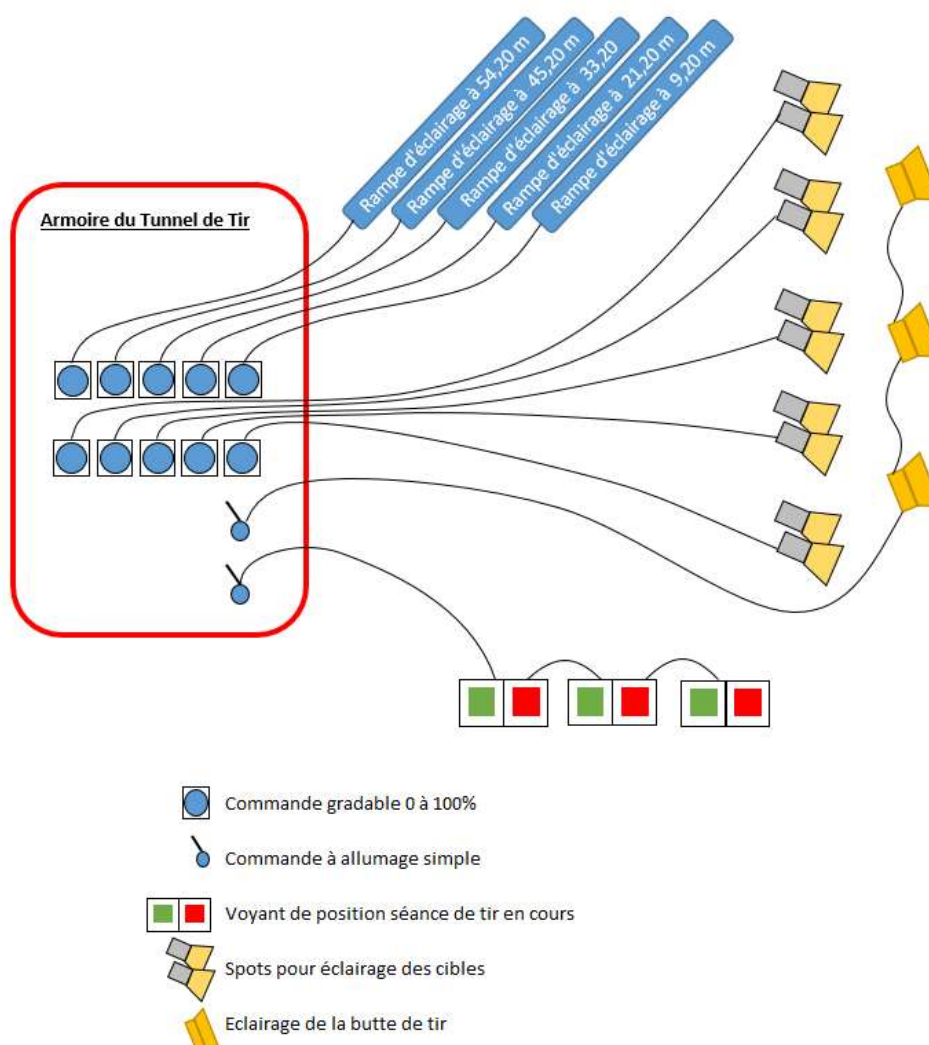 Rampe d'éclairage à 54,20 m
Rampe d'éclairage à 45,20 m
Rampe d'éclairage à 33,20
Rampe d'éclairage à 21,20 m
Rampe d'éclairage à 9,20 m
Armoire du Tunnel de Tir
Commande gradable 0 à 100%
Commande à allumage simple
Voyant de position séance de tir en cours
Spots pour éclairage des cibles
Eclairage de la butte de tir